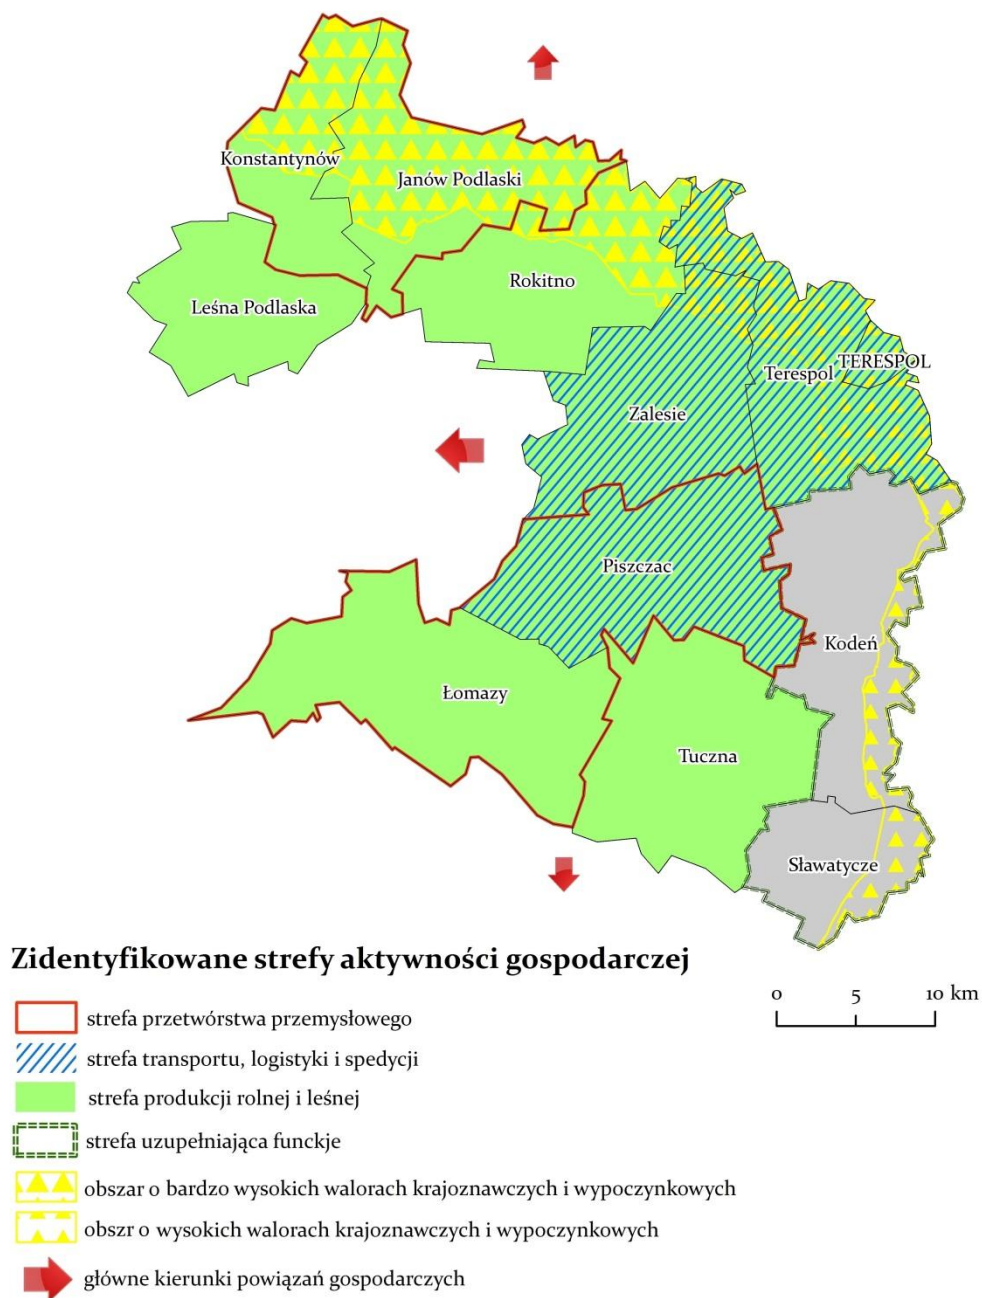 Konstantynów
Janów Podlaski
Rokitno
Leśna Podlaska
Terespol
TERESPOL
Zalesie
Piszczac
Kodeń
Łomazy
Tuczna
Sławatycze
Zidentyfikowane strefy aktywności gospodarczej
0 5 10 km
strefa przetwórstwa przemysłowego
strefa transportu, logistyki i spedycji
strefa produkcji rolnej i leśnej
strefa uzupełniająca funckje
obszar o bardzo wysokich walorach krajoznawczych i wypoczynkowych
obszr o wysokich walorach krajoznawczych i wypoczynkowych
główne kierunki powiązań gospodarczych